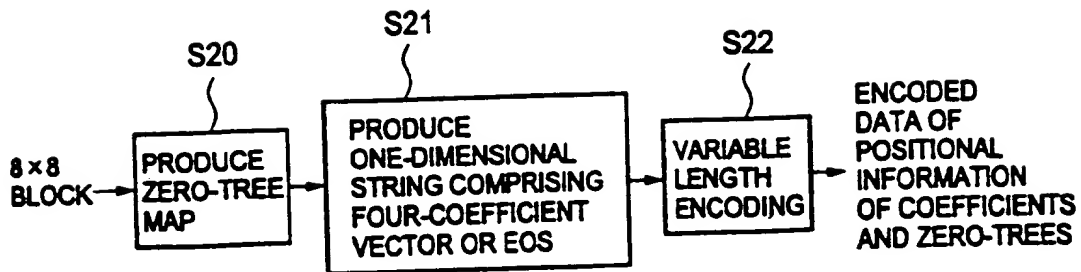 S20
S21
S22
8×8
BLOCK
PRODUCE
ZERO-TREE
MAP
PRODUCE
ONE-DIMENSIONAL
STRING COMPRISING
FOUR-COEFFICIENT
VECTOR OR EOS
VARIABLE
LENGTH
ENCODING
ENCODED
DATA OF
POSITIONAL
INFORMATION
OF COEFFICIENTS
AND ZERO-TREES